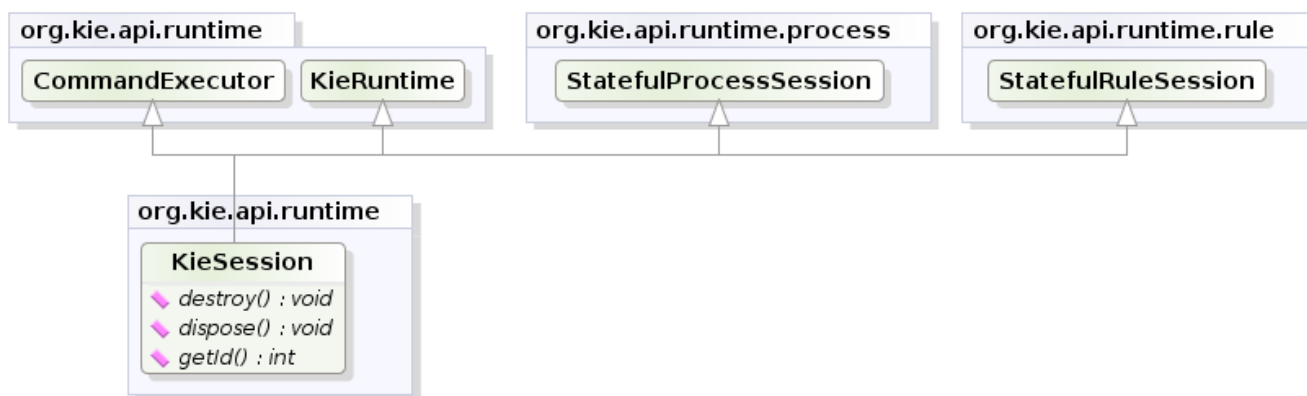 org.kie.api.runtime
org.kie.api.runtime.process
org.kie.api.runtime.rule
CommandExecutor
KieRuntime
StatefulProcessSession
StatefulRuleSession
org.kie.api.runtime
KieSession
destroy() : void
dispose() : void
getId() : int